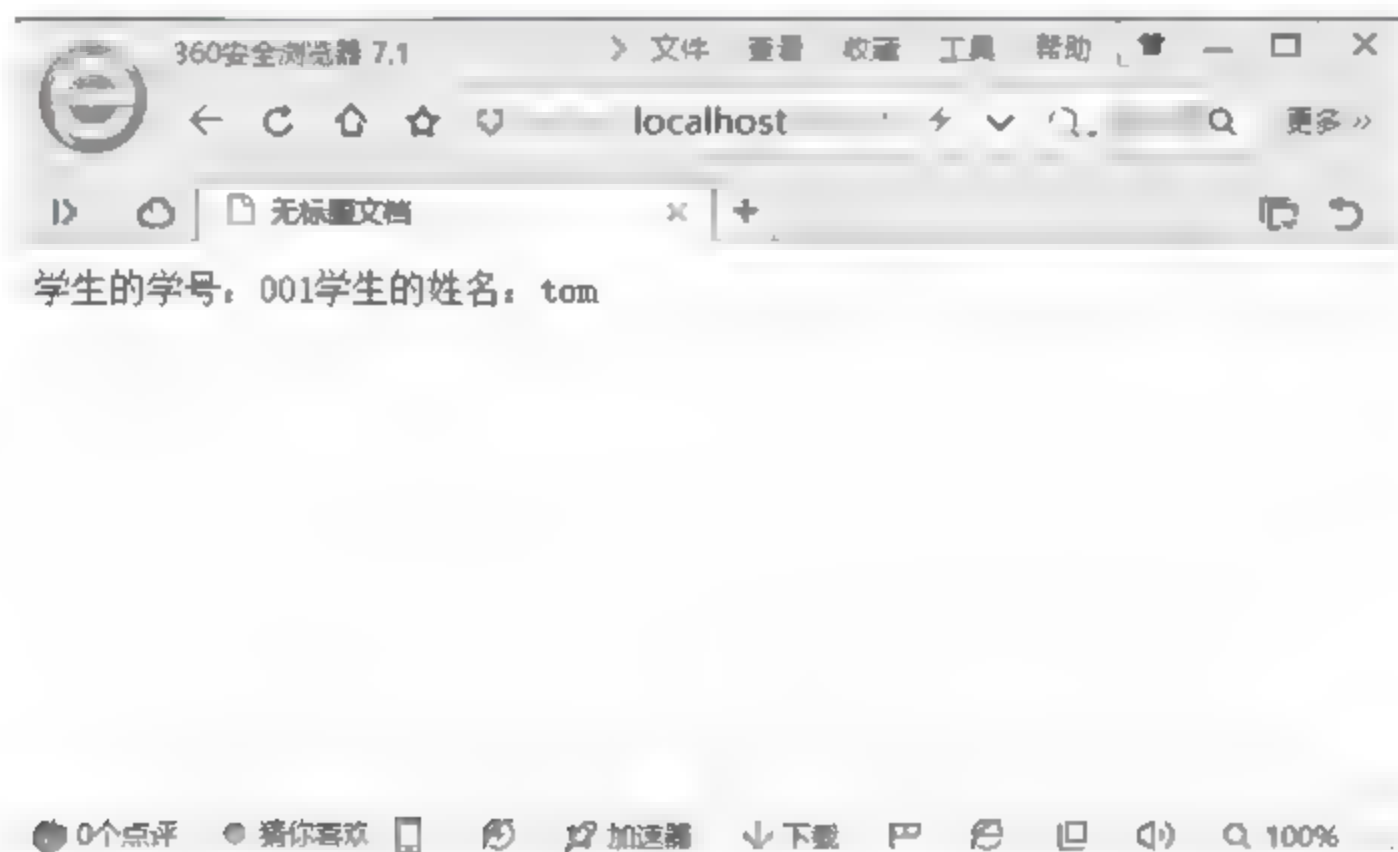 360安全浏览器 7.1 文件 查看 收藏 工具 帮助
localhost 更多 »
无标题文档
学生的学号：001学生的姓名：tom
0个点评 猜你喜欢 加速器 下载 100%